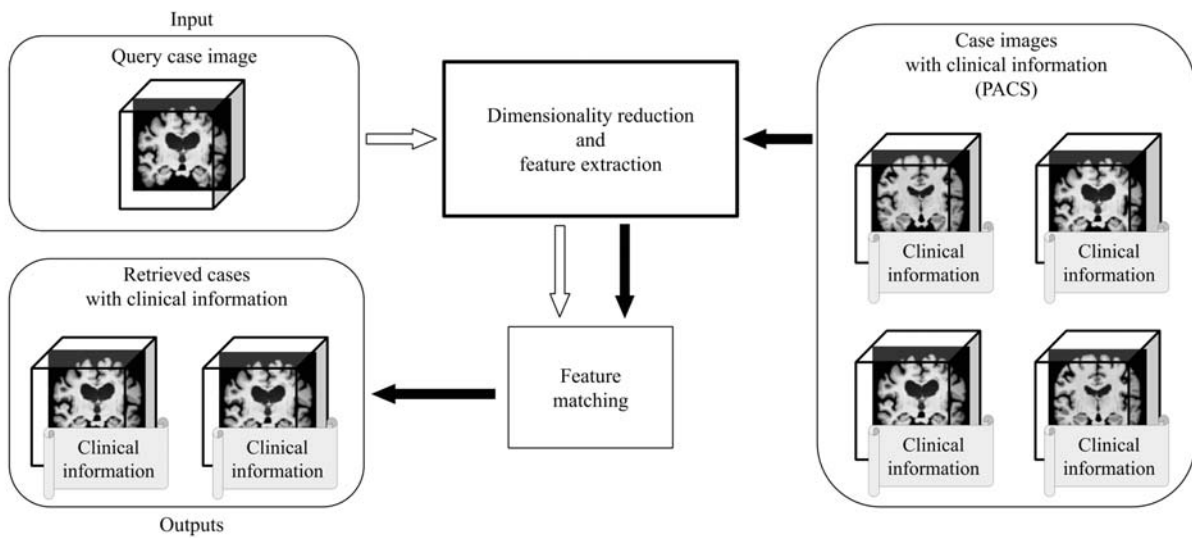 Input
Query case image
Dimensionality reduction
and
feature extraction
Case images
with clinical information
(PACS)
Clinical
information
Clinical
information
Clinical
information
Clinical
information
Feature
matching
Retrieved cases
with clinical information
Clinical
information
Clinical
information
Outputs